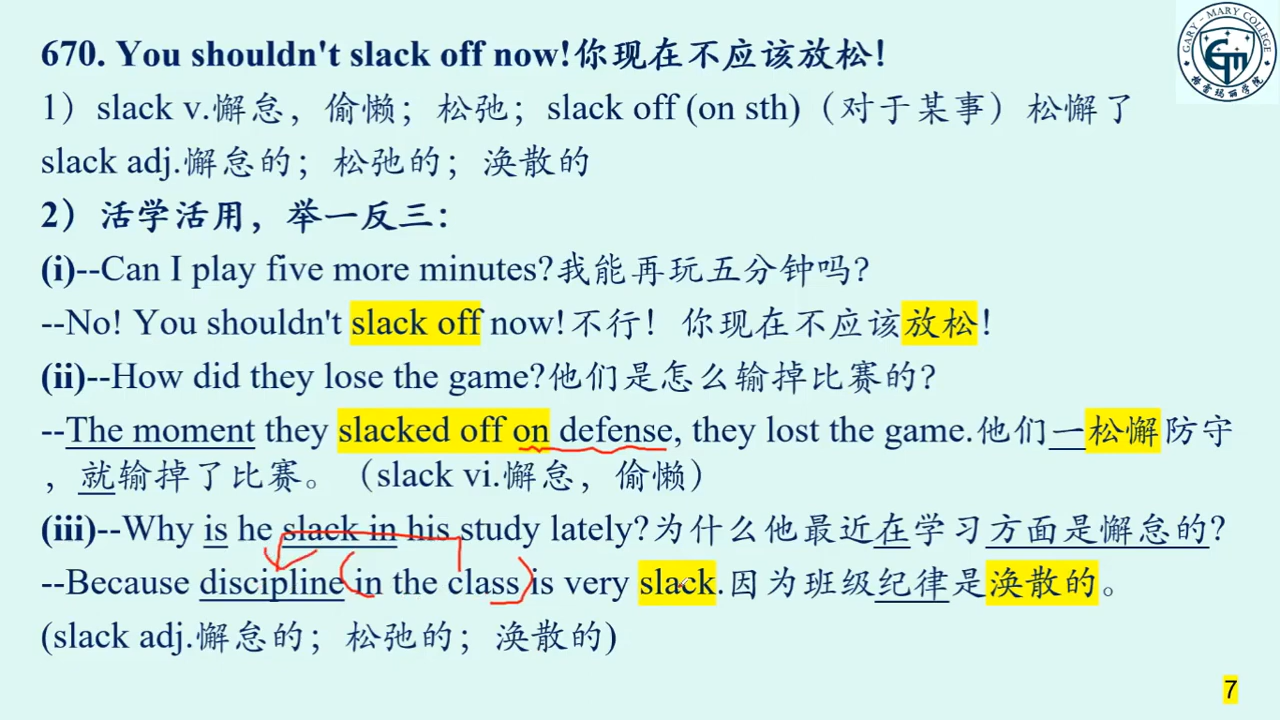 670. You shouldn't slack off now!你现在不应该放松！
1）slack v.懈怠，偷懒；松弛；slack off (on sth)（对于某事）松懈了
slack adj.懈怠的；松弛的；涣散的
2）活学活用，举一反三：
(i)--Can I play five more minutes?我能再玩五分钟吗?
--No! You shouldn't slack off now!不行！你现在不应该放松！
(ii)--How did they lose the game?他们是怎么输掉比赛的?
--The moment they slacked off on defense, they lost the game.他们一松懈防守
，就输掉了比赛。（slack vi.懈怠，偷懒）
(iii)--Why is he slack in his study lately?为什么他最近在学习方面是懈怠的?
--Because discipline in the class is very slack.因为班级纪律是涣散的。
(slack adj.懈怠的；松弛的；涣散的)
7
GARY - MARY COLLEGE
格雷玛丽学院